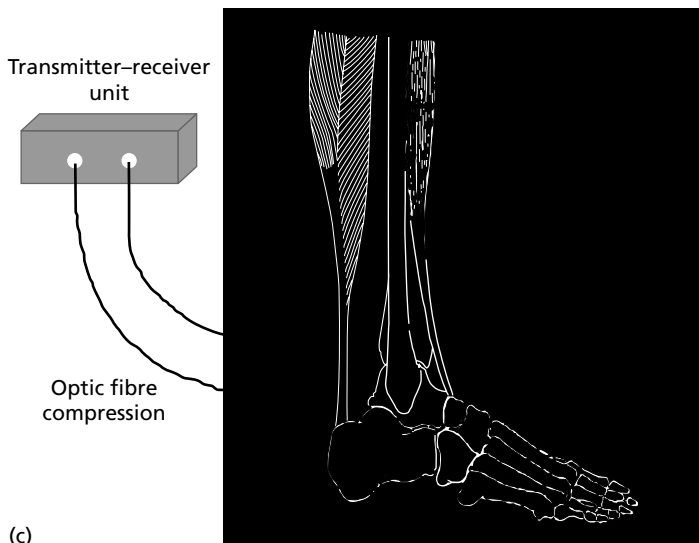 Transmitter–receiver
unit
Optic fibre
compression
(c)